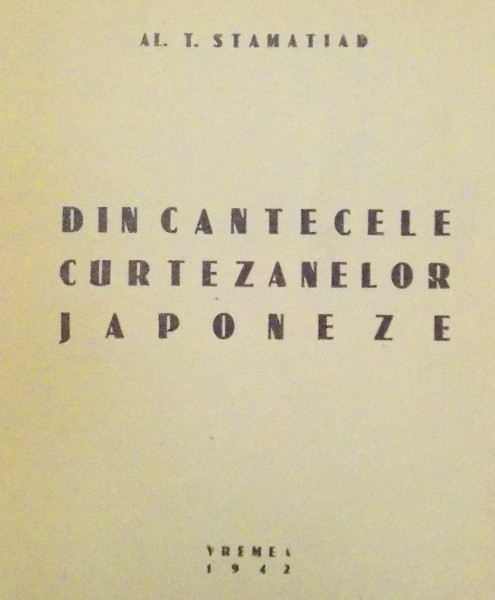 AL. T. STAMATIAD
DIN CANTECELE
CURTEZANELOR
JAPONEZE
VREMEA
1942